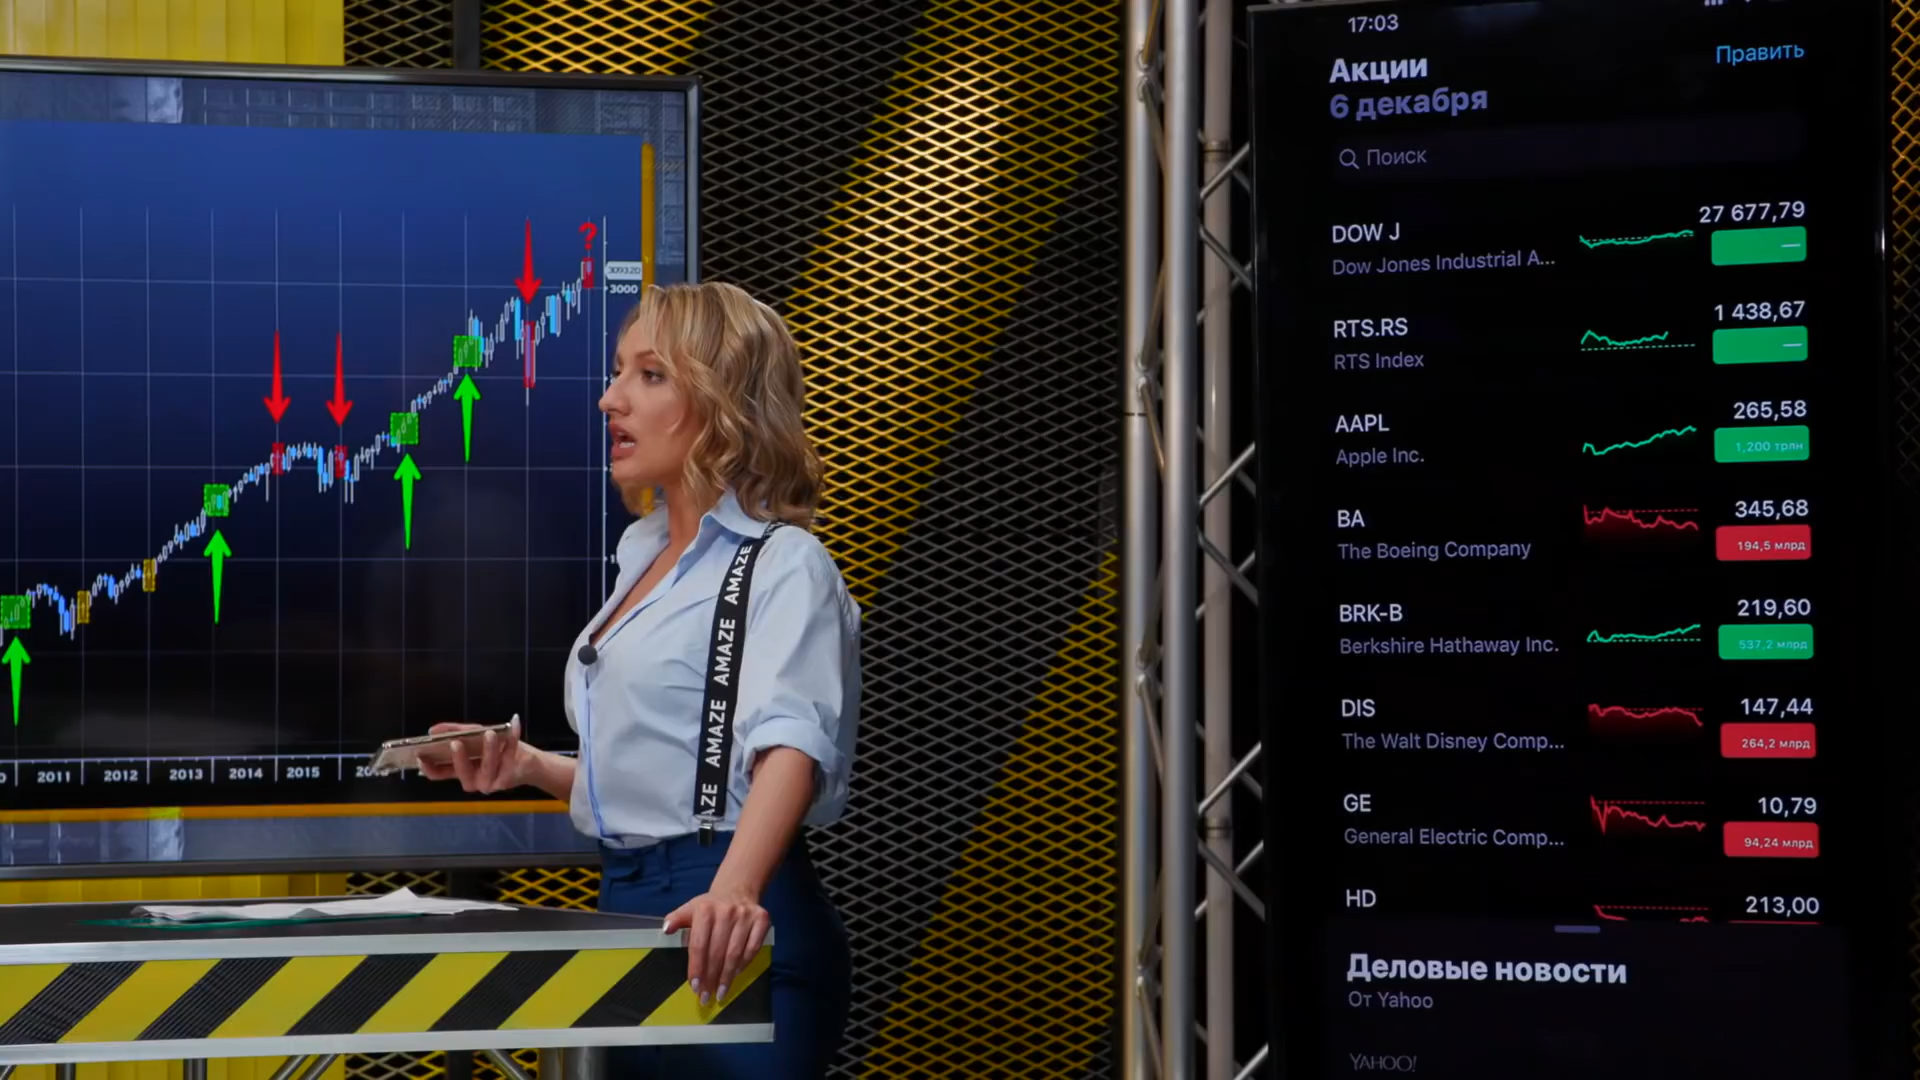 ?
3093.20
3000
2011 2012 2013 2014 2015
AMAZE AMAZE AMAZE AMAZE
17:03
Править
Акции
6 декабря
Поиск
DOW J
27 677,79
Dow Jones Industrial A...
—
RTS.RS
1 438,67
RTS Index
—
AAPL
265,58
Apple Inc.
1,200 трлн
BA
345,68
The Boeing Company
194,5 млрд
BRK-B
219,60
Berkshire Hathaway Inc.
537,2 млрд
DIS
147,44
The Walt Disney Comp...
264,2 млрд
GE
10,79
General Electric Comp...
94,24 млрд
HD
213,00
Деловые новости
От Yahoo
YAHOO!